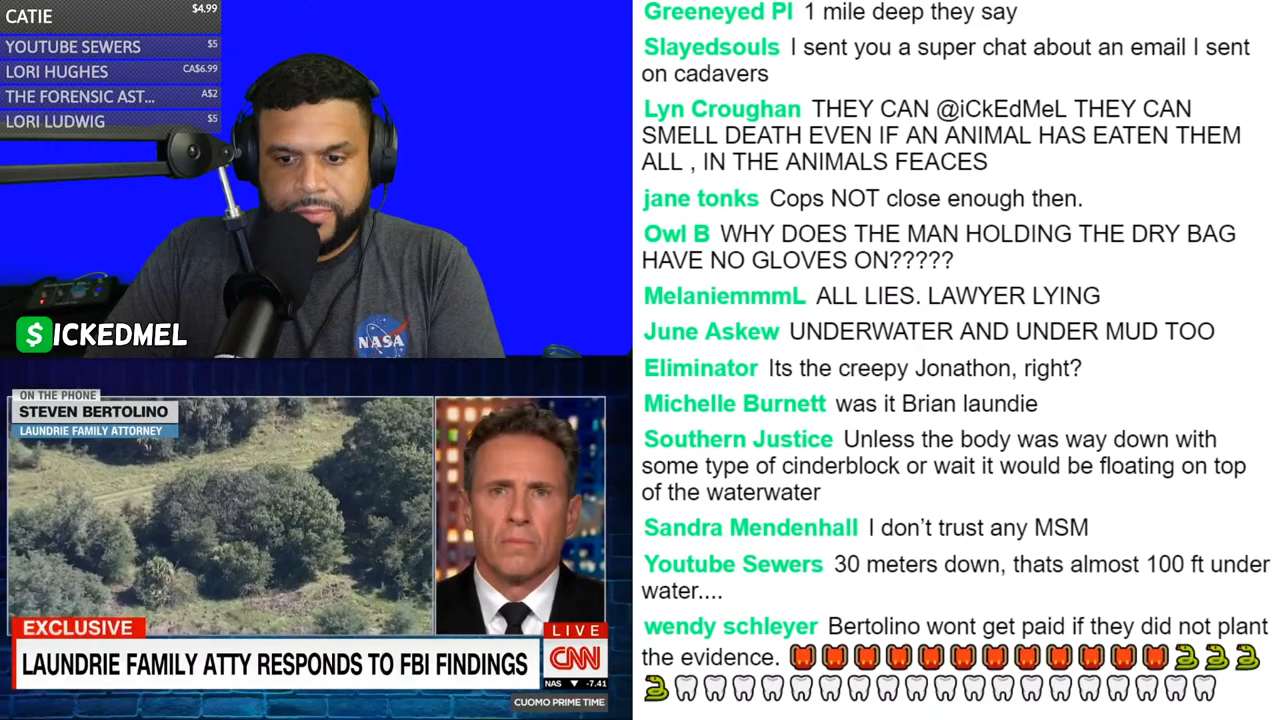 CATIE $4.99
YOUTUBE SEWERS $5
LORI HUGHES CA$6.99
THE FORENSIC AST... A$2
LORI LUDWIG $5
NASA
$ICKEDMEL
ON THE PHONE
STEVEN BERTOLINO
LAUNDRIE FAMILY ATTORNEY
EXCLUSIVE
LIVE
LAUNDRIE FAMILY ATTY RESPONDS TO FBI FINDINGS
CNN
NAS ▼ -7.41
CUOMO PRIME TIME
Greeneyed Pl 1 mile deep they say
Slayedsouls I sent you a super chat about an email I sent
on cadavers
Lyn Croughan THEY CAN @iCkEdMeL THEY CAN
SMELL DEATH EVEN IF AN ANIMAL HAS EATEN THEM
ALL , IN THE ANIMALS FEACES
jane tonks Cops NOT close enough then.
Owl B WHY DOES THE MAN HOLDING THE DRY BAG
HAVE NO GLOVES ON?????
MelaniemmmL ALL LIES. LAWYER LYING
June Askew UNDERWATER AND UNDER MUD TOO
Eliminator Its the creepy Jonathon, right?
Michelle Burnett was it Brian laundie
Southern Justice Unless the body was way down with
some type of cinderblock or wait it would be floating on top
of the waterwater
Sandra Mendenhall I don’t trust any MSM
Youtube Sewers 30 meters down, thats almost 100 ft under
water....
wendy schleyer Bertolino wont get paid if they did not plant
the evidence.